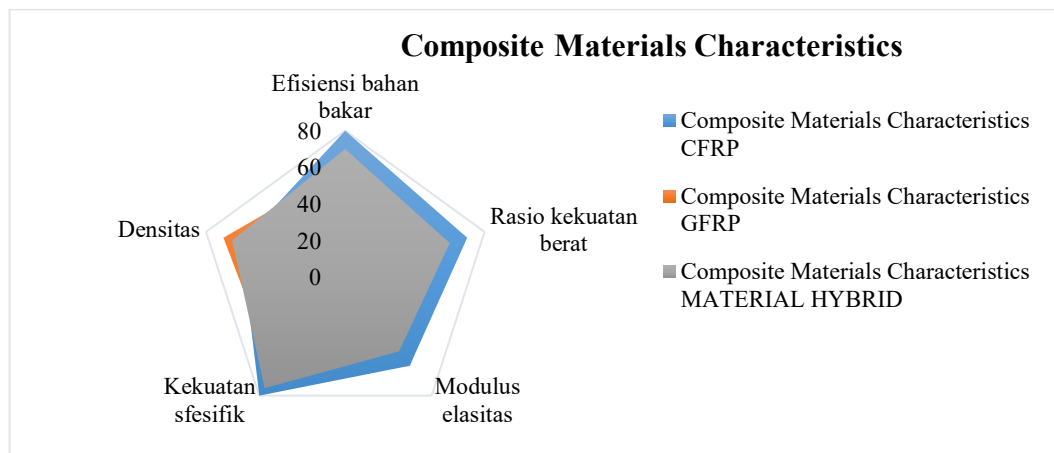 Composite Materials Characteristics
Efisiensi bahan
bakar
80
60
40
20
0
Rasio kekuatan
berat
Modulus
elasitas
Kekuatan
sfesifik
Densitas
Composite Materials Characteristics
CFRP
Composite Materials Characteristics
GFRP
Composite Materials Characteristics
MATERIAL HYBRID